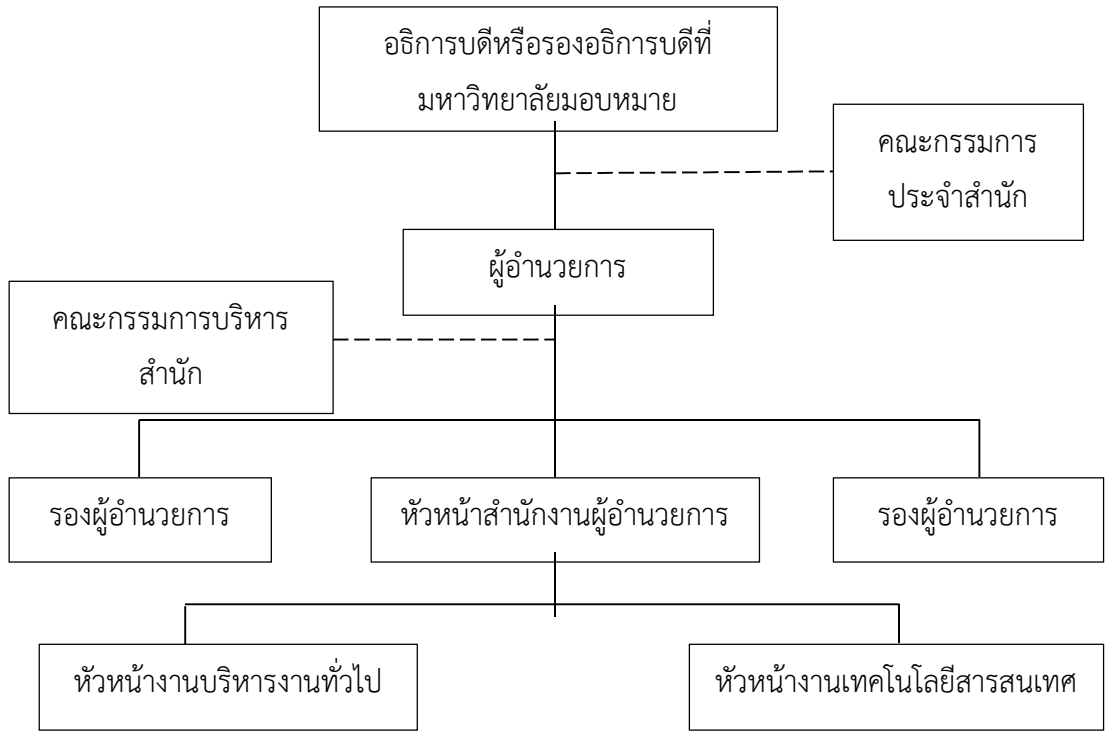 อธิการบดีหรือรองอธิการบดีที่
มหาวิทยาลัยมอบหมาย
คณะกรรมการ
ประจำสำนัก
ผู้อำนวยการ
คณะกรรมการบริหาร
สำนัก
รองผู้อำนวยการ
หัวหน้าสำนักงานผู้อำนวยการ
รองผู้อำนวยการ
หัวหน้างานบริหารงานทั่วไป
หัวหน้างานเทคโนโลยีสารสนเทศ